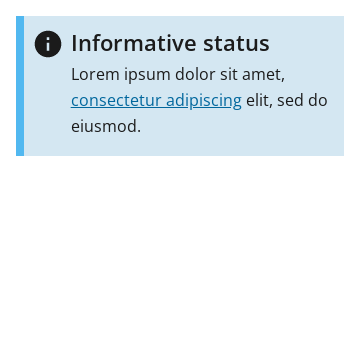 Informative status
Lorem ipsum dolor sit amet,
consectetur adipiscing elit, sed do
eiusmod.